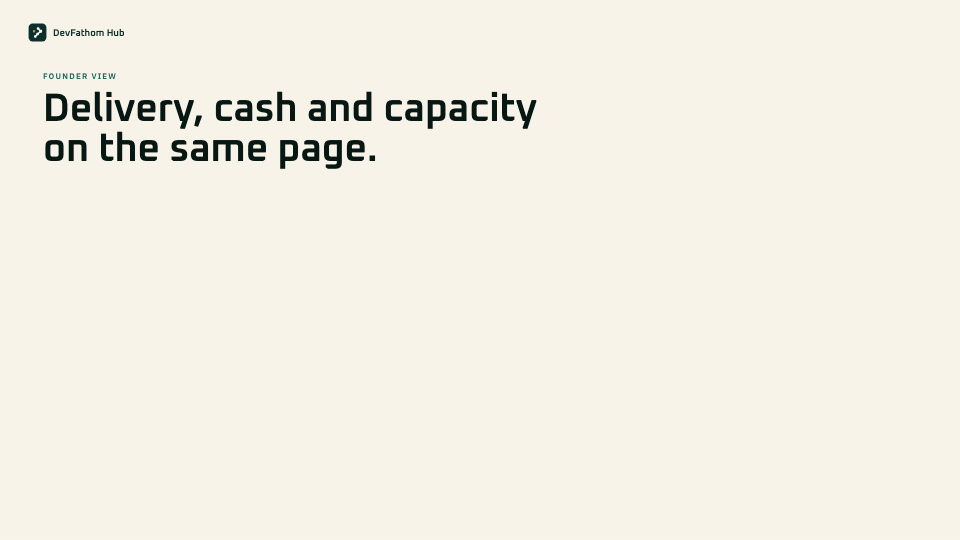 DevFathom Hub
FOUNDER VIEW
Delivery, cash and capacity
on the same page.